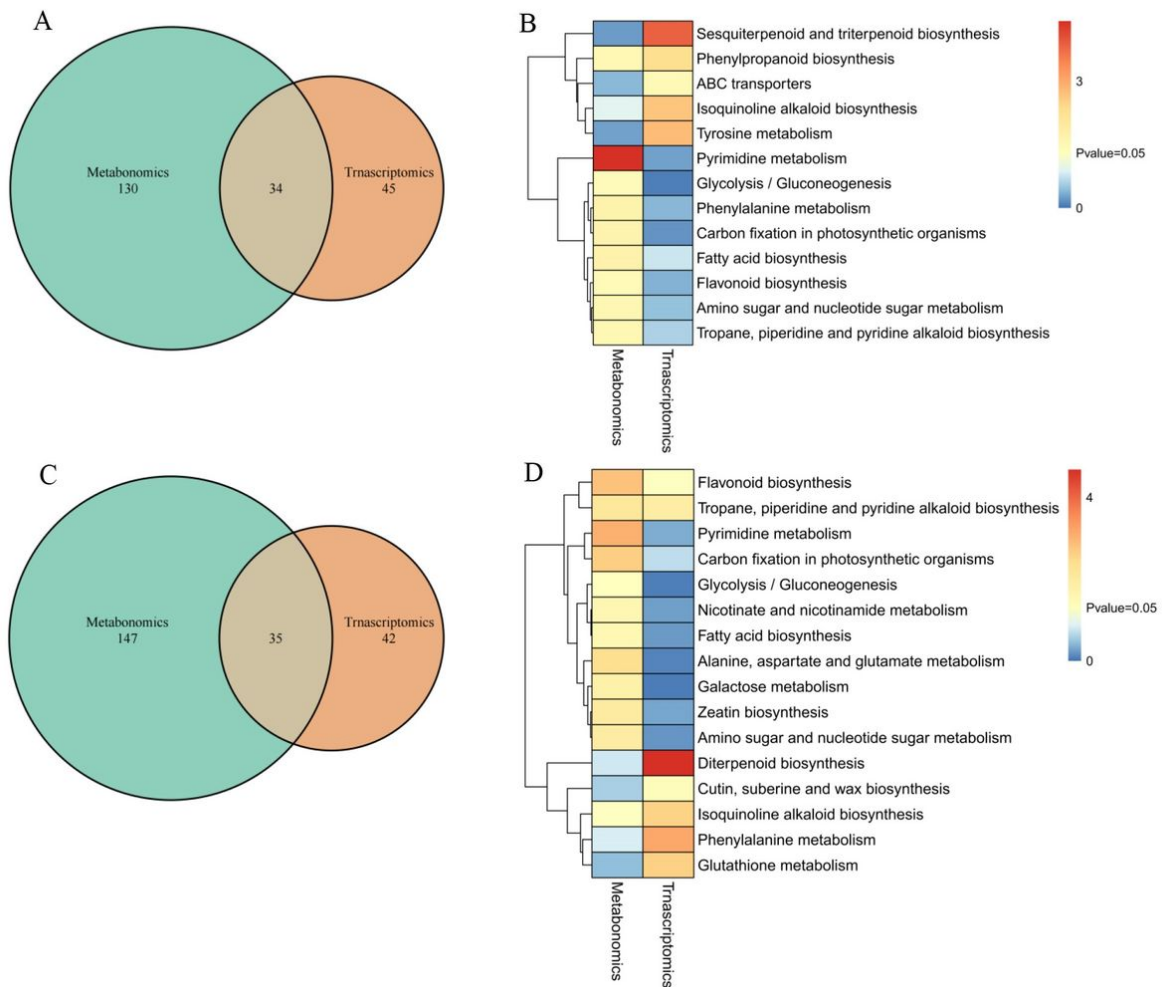 A
Metabonomics
130
34
Trnascriptomics
45
B
Sesquiterpenoid and triterpenoid biosynthesis
Phenylpropanoid biosynthesis
ABC transporters
Isoquinoline alkaloid biosynthesis
Tyrosine metabolism
Pyrimidine metabolism
Glycolysis / Gluconeogenesis
Phenylalanine metabolism
Carbon fixation in photosynthetic organisms
Fatty acid biosynthesis
Flavonoid biosynthesis
Amino sugar and nucleotide sugar metabolism
Tropane, piperidine and pyridine alkaloid biosynthesis
Metabonomics
Trnascriptomics
3
Pvalue=0.05
0
C
Metabonomics
147
35
Trnascriptomics
42
D
Flavonoid biosynthesis
Tropane, piperidine and pyridine alkaloid biosynthesis
Pyrimidine metabolism
Carbon fixation in photosynthetic organisms
Glycolysis / Gluconeogenesis
Nicotinate and nicotinamide metabolism
Fatty acid biosynthesis
Alanine, aspartate and glutamate metabolism
Galactose metabolism
Zeatin biosynthesis
Amino sugar and nucleotide sugar metabolism
Diterpenoid biosynthesis
Cutin, suberine and wax biosynthesis
Isoquinoline alkaloid biosynthesis
Phenylalanine metabolism
Glutathione metabolism
Metabonomics
Trnascriptomics
4
Pvalue=0.05
0